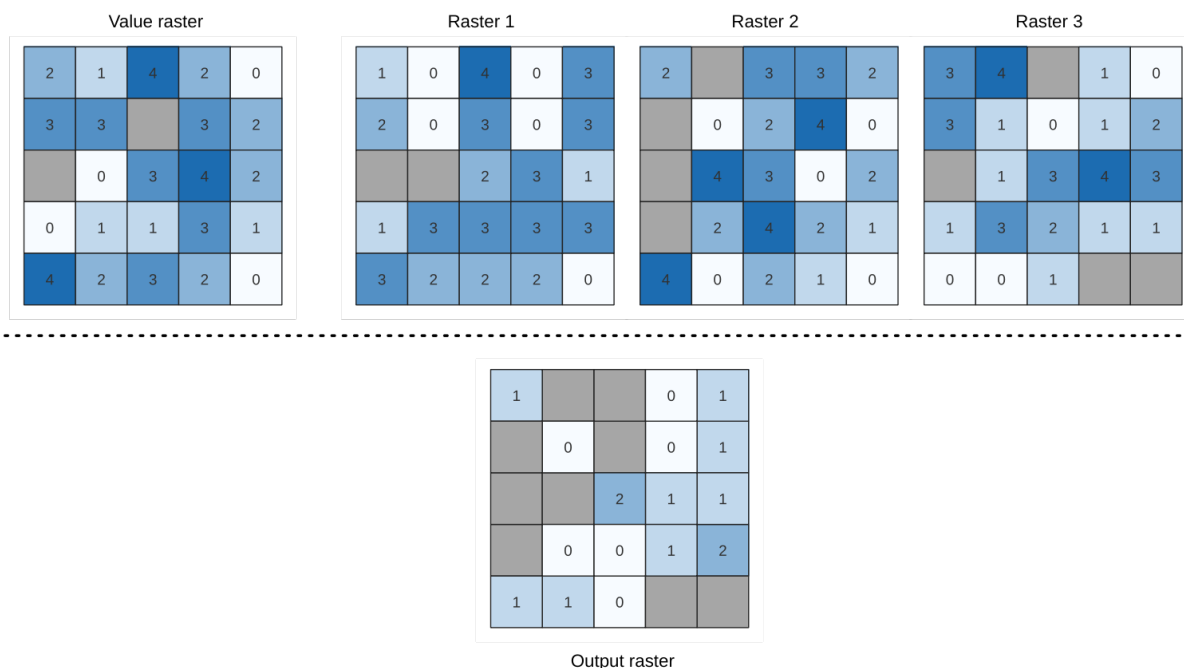 Value raster Raster 1 Raster 2 Raster 3
2 1 4 2 0 1 0 4 0 3 2 3 3 2 3 4 1 0
3 3 3 2 2 0 3 0 3 0 2 4 0 3 1 0 1 2
0 3 4 2 2 3 1 4 3 0 2 1 3 4 3
0 1 1 3 1 1 3 3 3 3 2 4 2 1 1 3 2 1 1
4 2 3 2 0 3 2 2 2 0 4 0 2 1 0 0 0 1
1 0 1
0 0 1
2 1 1
0 0 1 2
1 1 0
Output raster